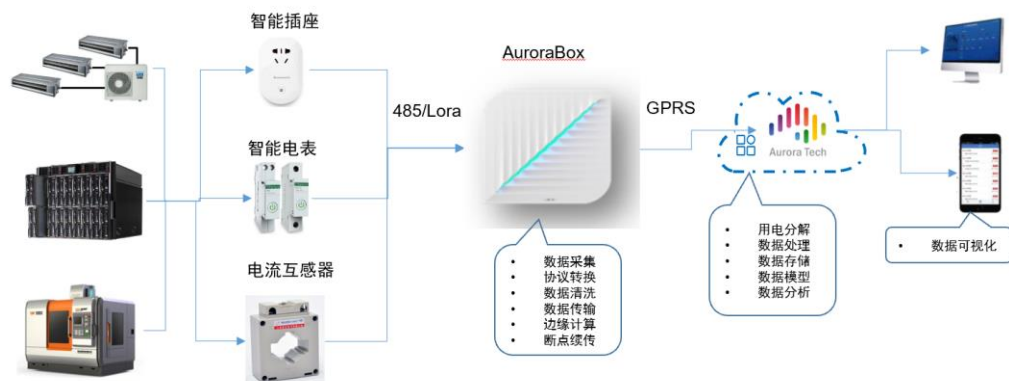 智能插座
AuroraBox
485/Lora
GPRS
Aurora Tech
智能电表
电流互感器
• 数据采集
• 协议转换
• 数据清洗
• 数据传输
• 边缘计算
• 断点续传
• 用电分解
• 数据处理
• 数据存储
• 数据模型
• 数据分析
• 数据可视化